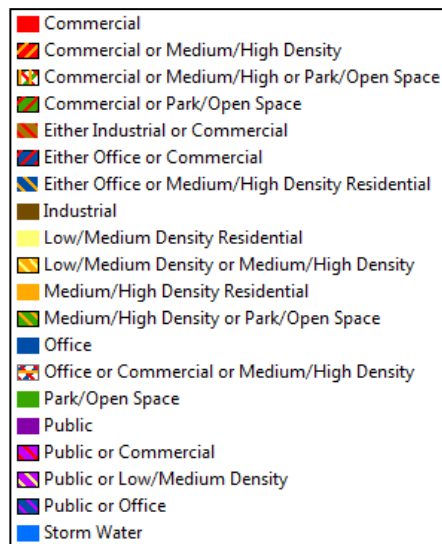 Commercial
Commercial or Medium/High Density
Commercial or Medium/High or Park/Open Space
Commercial or Park/Open Space
Either Industrial or Commercial
Either Office or Commercial
Either Office or Medium/High Density Residential
Industrial
Low/Medium Density Residential
Low/Medium Density or Medium/High Density
Medium/High Density Residential
Medium/High Density or Park/Open Space
Office
Office or Commercial or Medium/High Density
Park/Open Space
Public
Public or Commercial
Public or Low/Medium Density
Public or Office
Storm Water